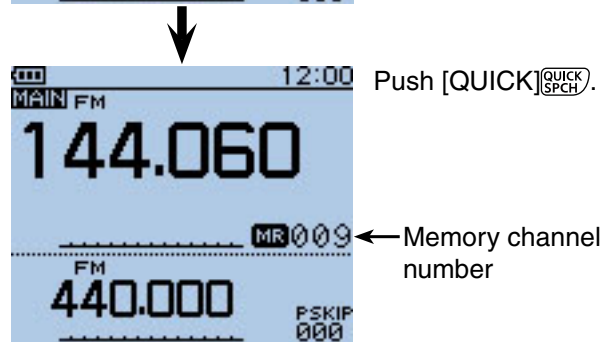 12:00
Push [QUICK] QUICK SPCH.
MAIN FM
144.060
MR 009
Memory channel
number
FM
440.000
PSKIP
000